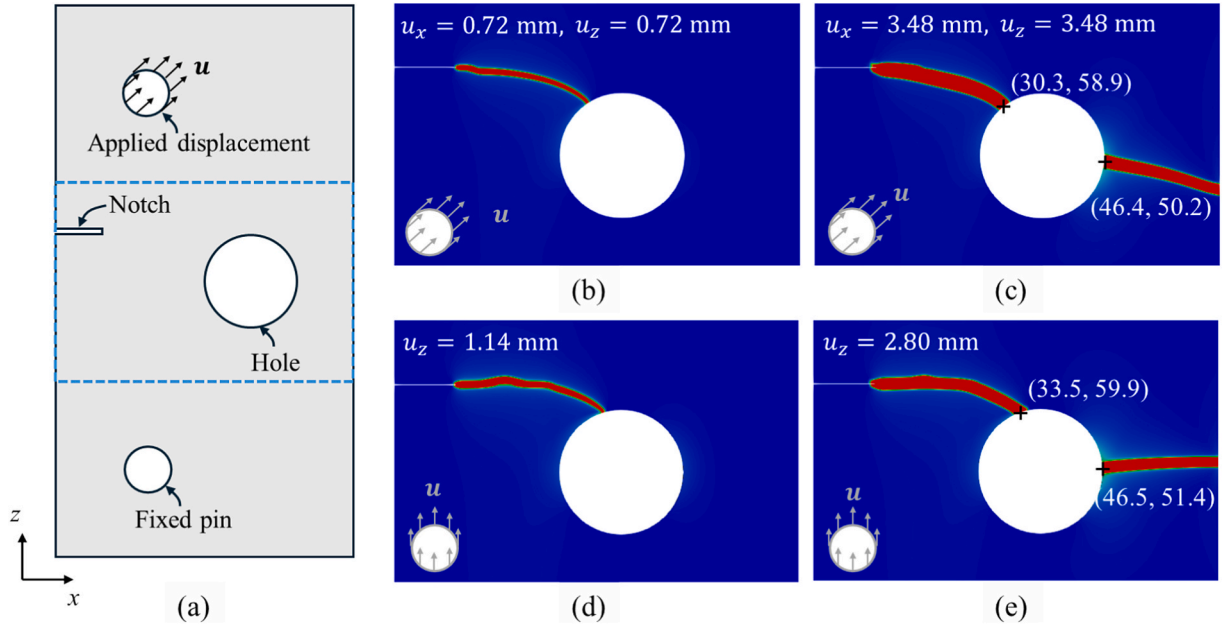 u
Applied displacement
Notch
Hole
Fixed pin
z
x
(a)
u_x = 0.72 mm, u_z = 0.72 mm
u
(b)
u_x = 3.48 mm, u_z = 3.48 mm
(30.3, 58.9)
(46.4, 50.2)
u
(c)
u_z = 1.14 mm
u
(d)
u_z = 2.80 mm
(33.5, 59.9)
(46.5, 51.4)
u
(e)